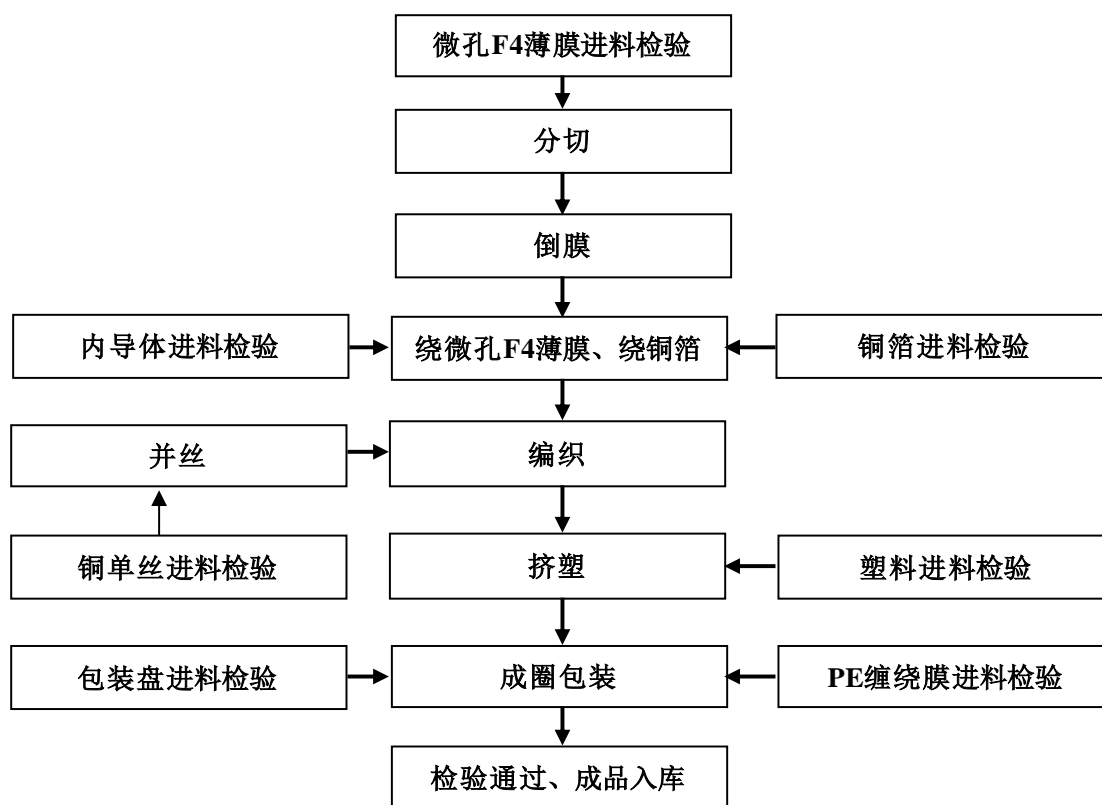 微孔F4薄膜进料检验
分切
倒膜
内导体进料检验
绕微孔F4薄膜、绕铜箔
铜箔进料检验
并丝
编织
铜单丝进料检验
挤塑
塑料进料检验
包装盘进料检验
成圈包装
PE缠绕膜进料检验
检验通过、成品入库